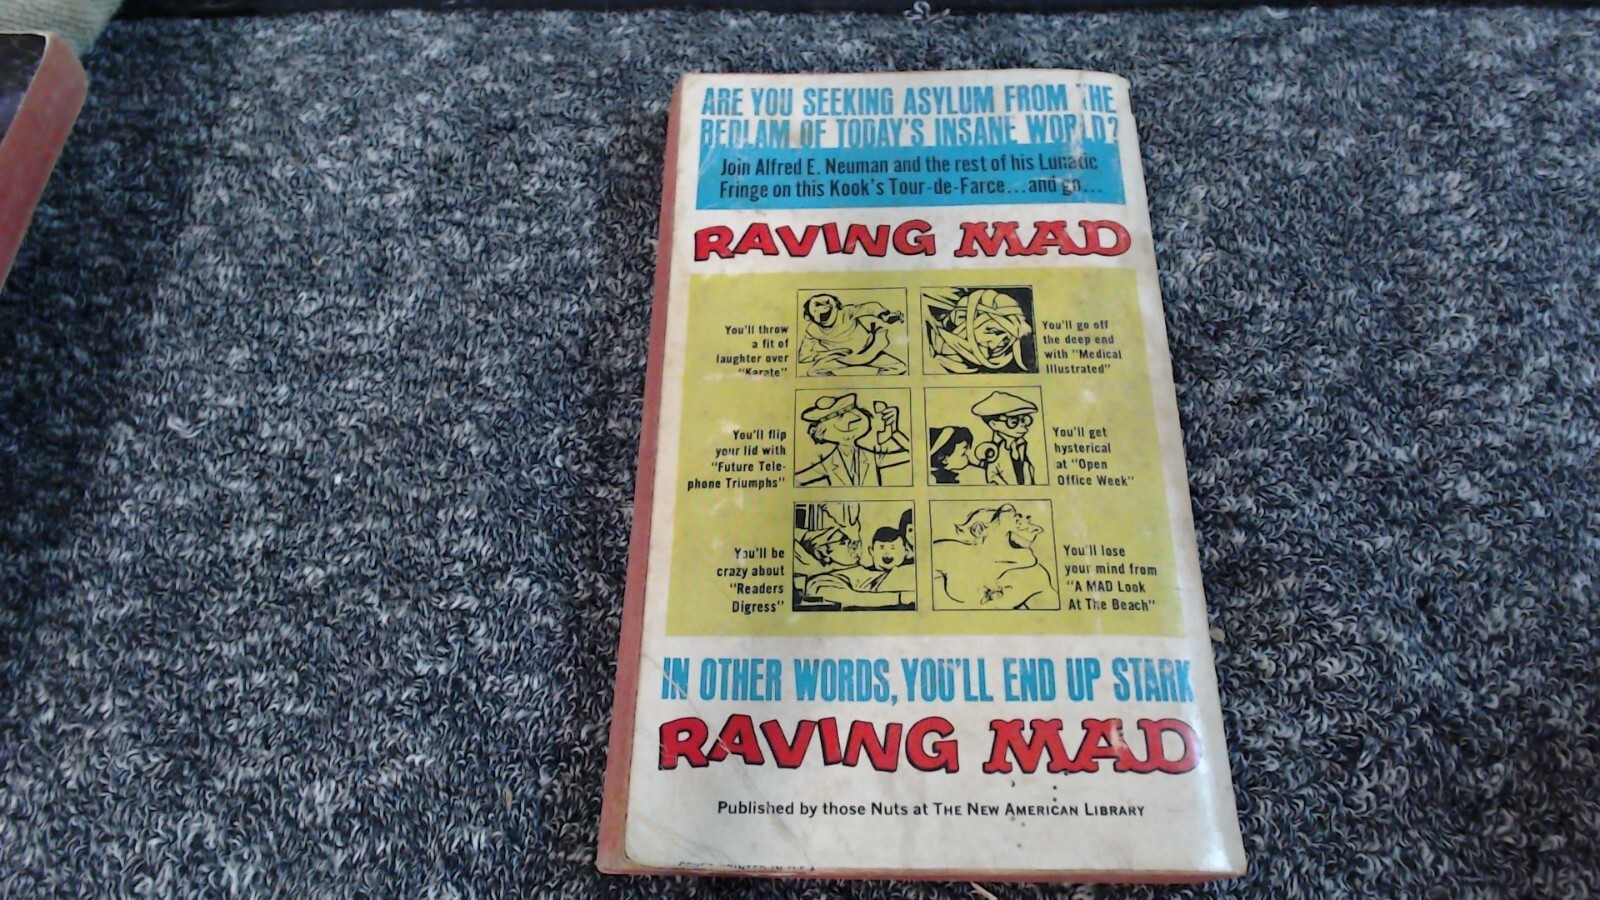 ARE YOU SEEKING ASYLUM FROM THE
BEDLAM OF TODAY'S INSANE WORLD?
Join Alfred E. Neuman and the rest of his Lunatic
Fringe on this Kook's Tour-de-Farce...and go...
RAVING MAD
You'll throw
a fit of
laughter over
"Karate"
You'll go off
the deep end
with "Medical
Illustrated"
You'll flip
your lid with
"Future Tele-
phone Triumphs"
You'll get
hysterical
at "Open
Office Week"
You'll be
crazy about
"Readers
Digress"
You'll lose
your mind from
"A MAD Look
At The Beach"
IN OTHER WORDS, YOU'LL END UP STARK
RAVING MAD
Published by those Nuts at THE NEW AMERICAN LIBRARY